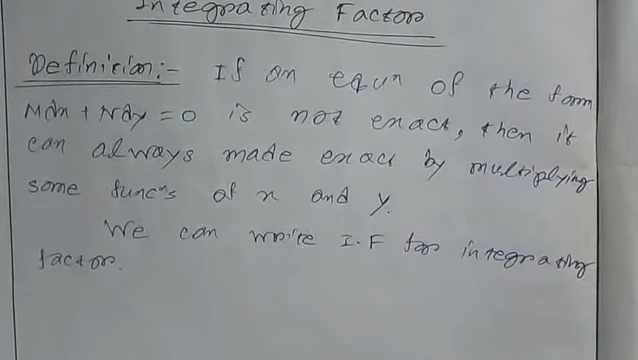 Integrating Factor
Definition:- If an equn of the form
Mdx + Ndy = 0 is not exact, then it
can always made exact by multiplying
some funcns of x and y.
We can write I.F for integrating
factor.